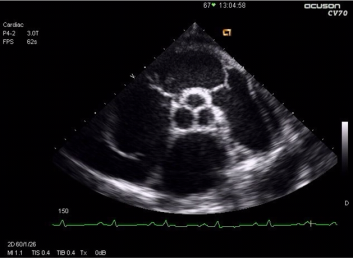 67♥ 13:04:58
acuson
CV70
Cardiac
P4-2 3.0T
FPS 62s
V
D
150
2D 60/1/26
MI 1.1 TIS 0.4 TIB 0.4 Tx 0dB